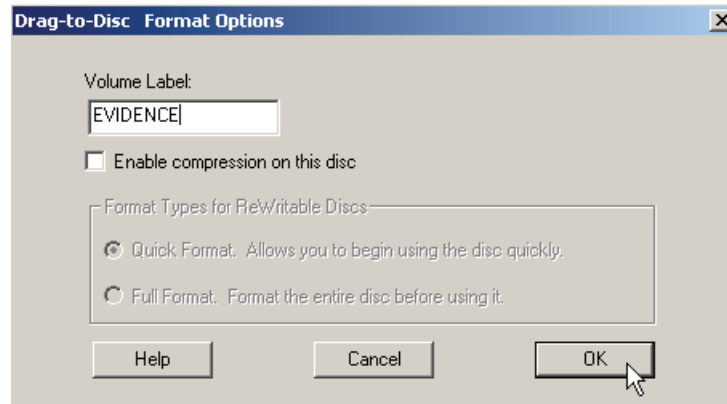 Drag-to-Disc Format Options
Volume Label:
EVIDENCE
Enable compression on this disc
Format Types for ReWritable Discs
Quick Format. Allows you to begin using the disc quickly.
Full Format. Format the entire disc before using it.
Help Cancel OK